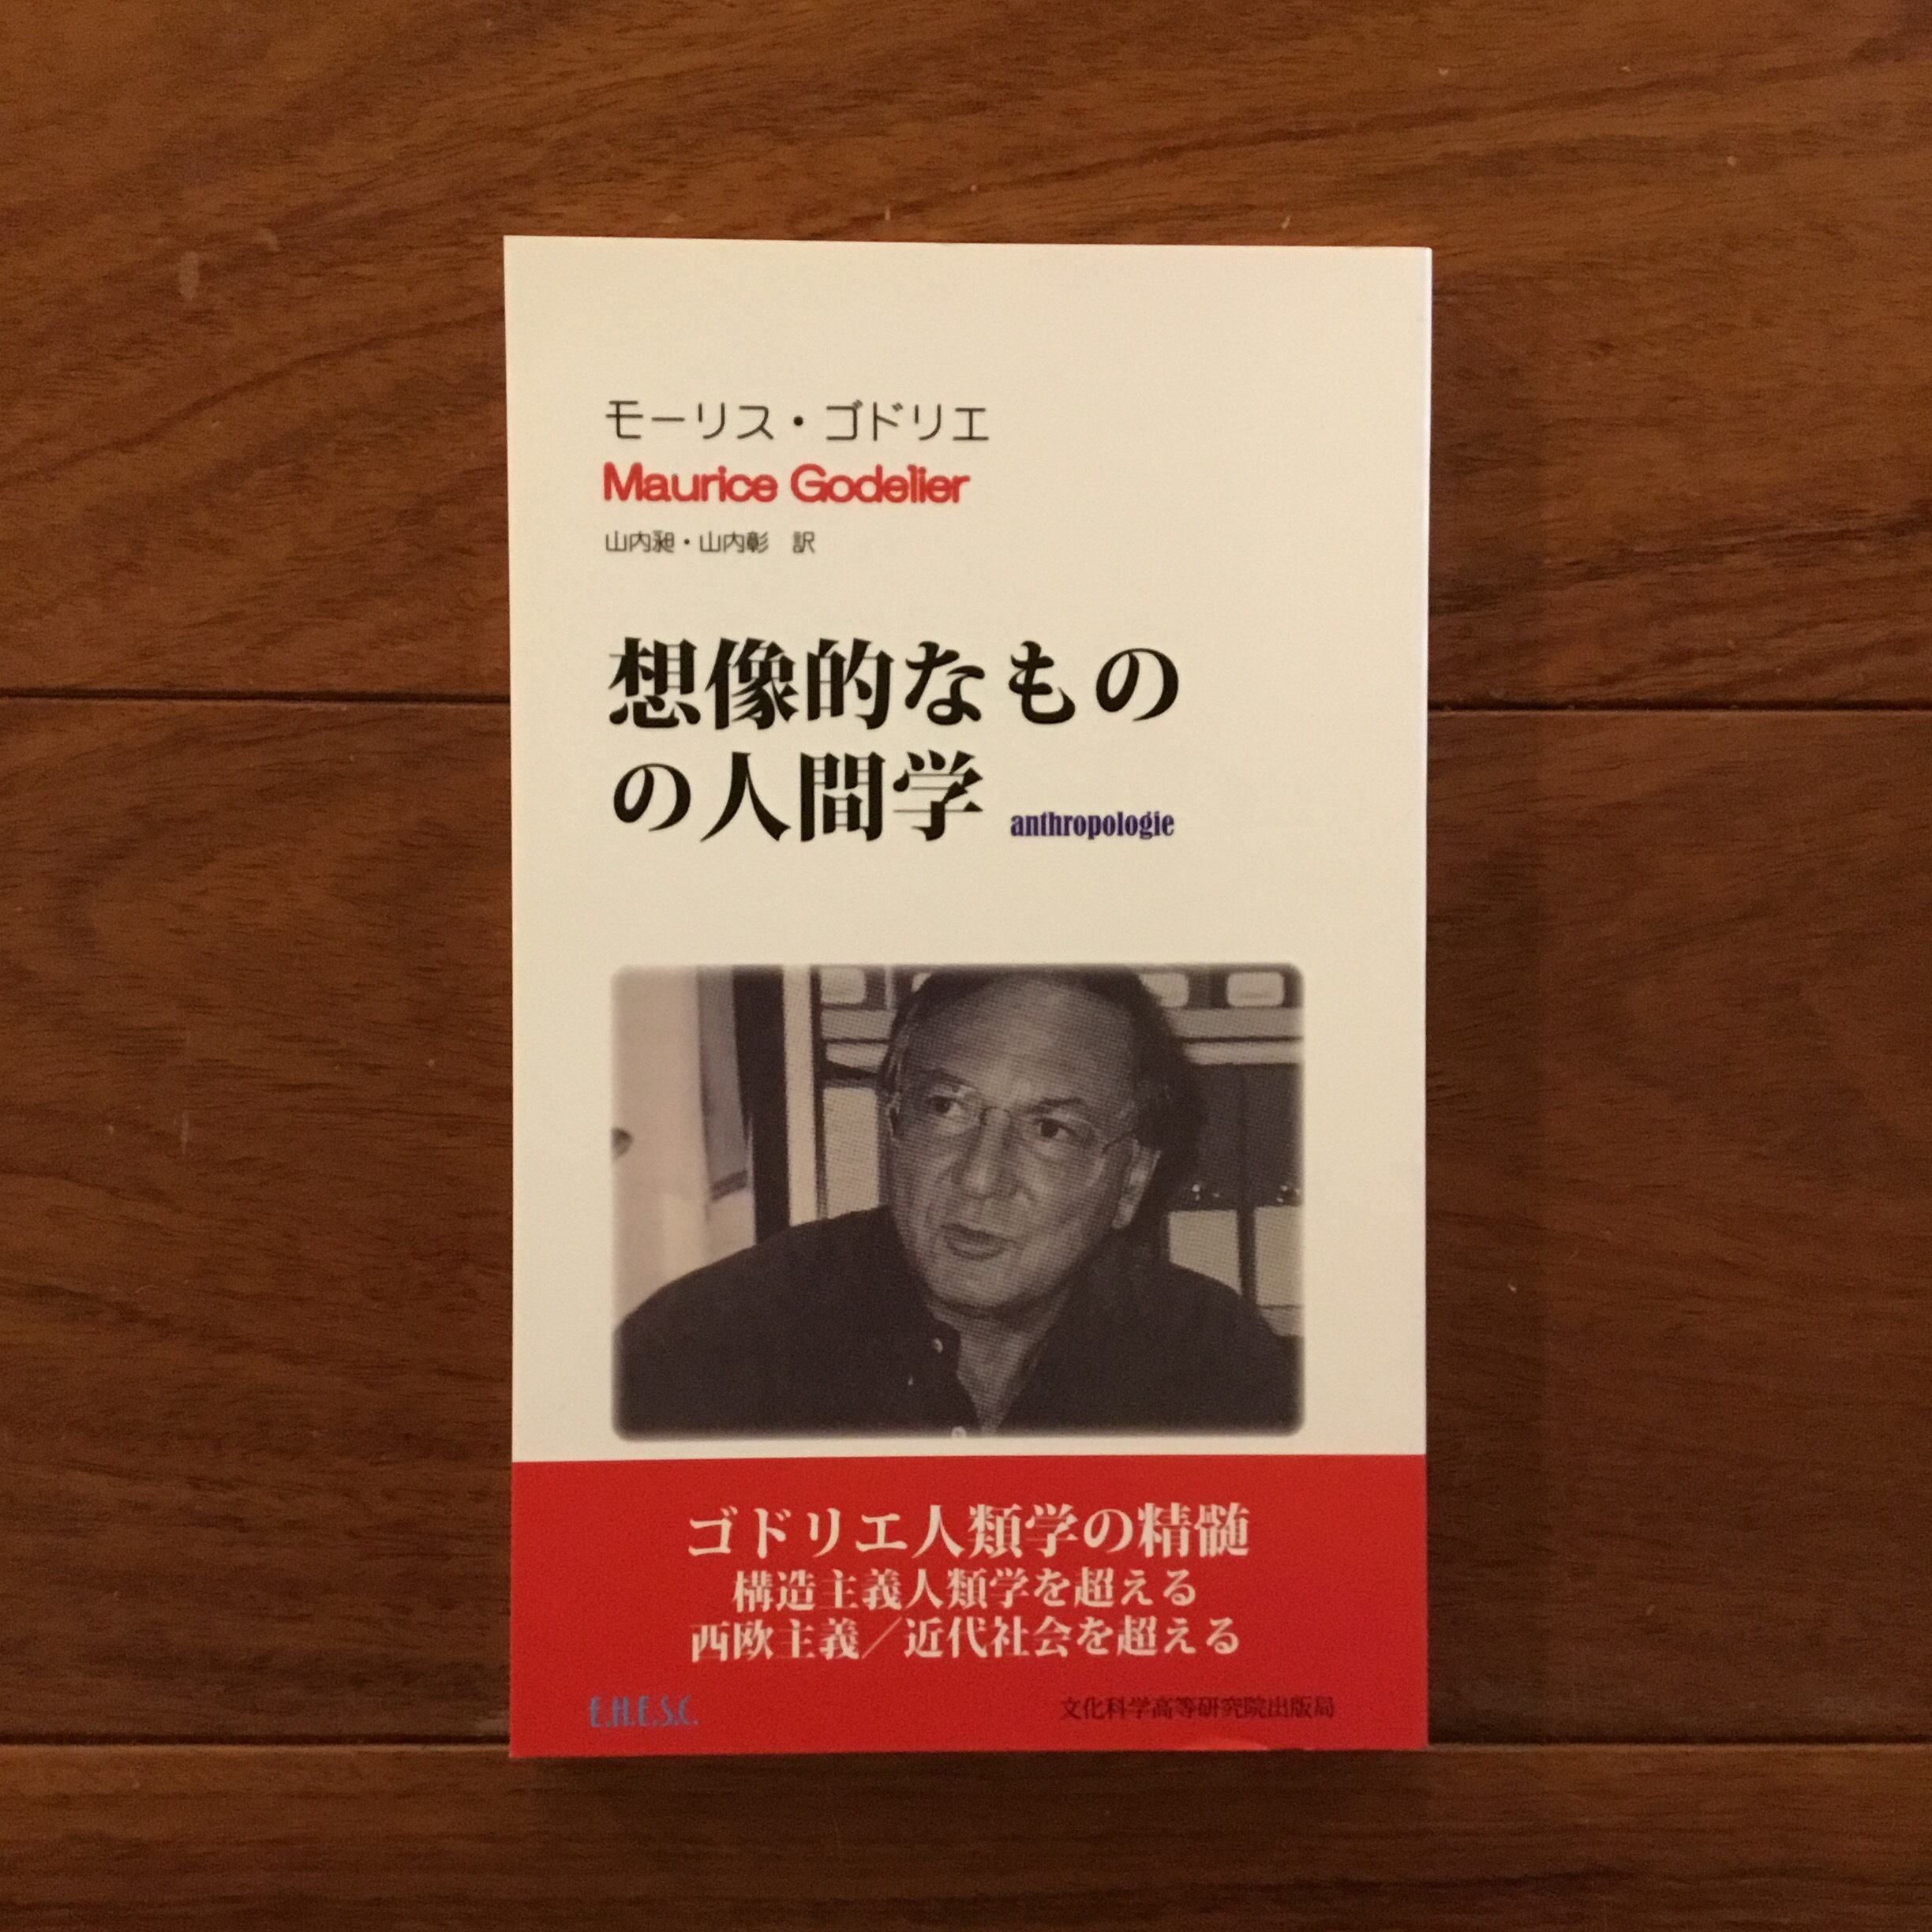 モーリス・ゴドリエ
Maurice Godelier
山内昶・山内彰　訳
想像的なもの
の人間学 anthropologie
ゴドリエ人類学の精髄
構造主義人類学を超える
西欧主義／近代社会を超える
E.H.E.S.C. 文化科学高等研究院出版局